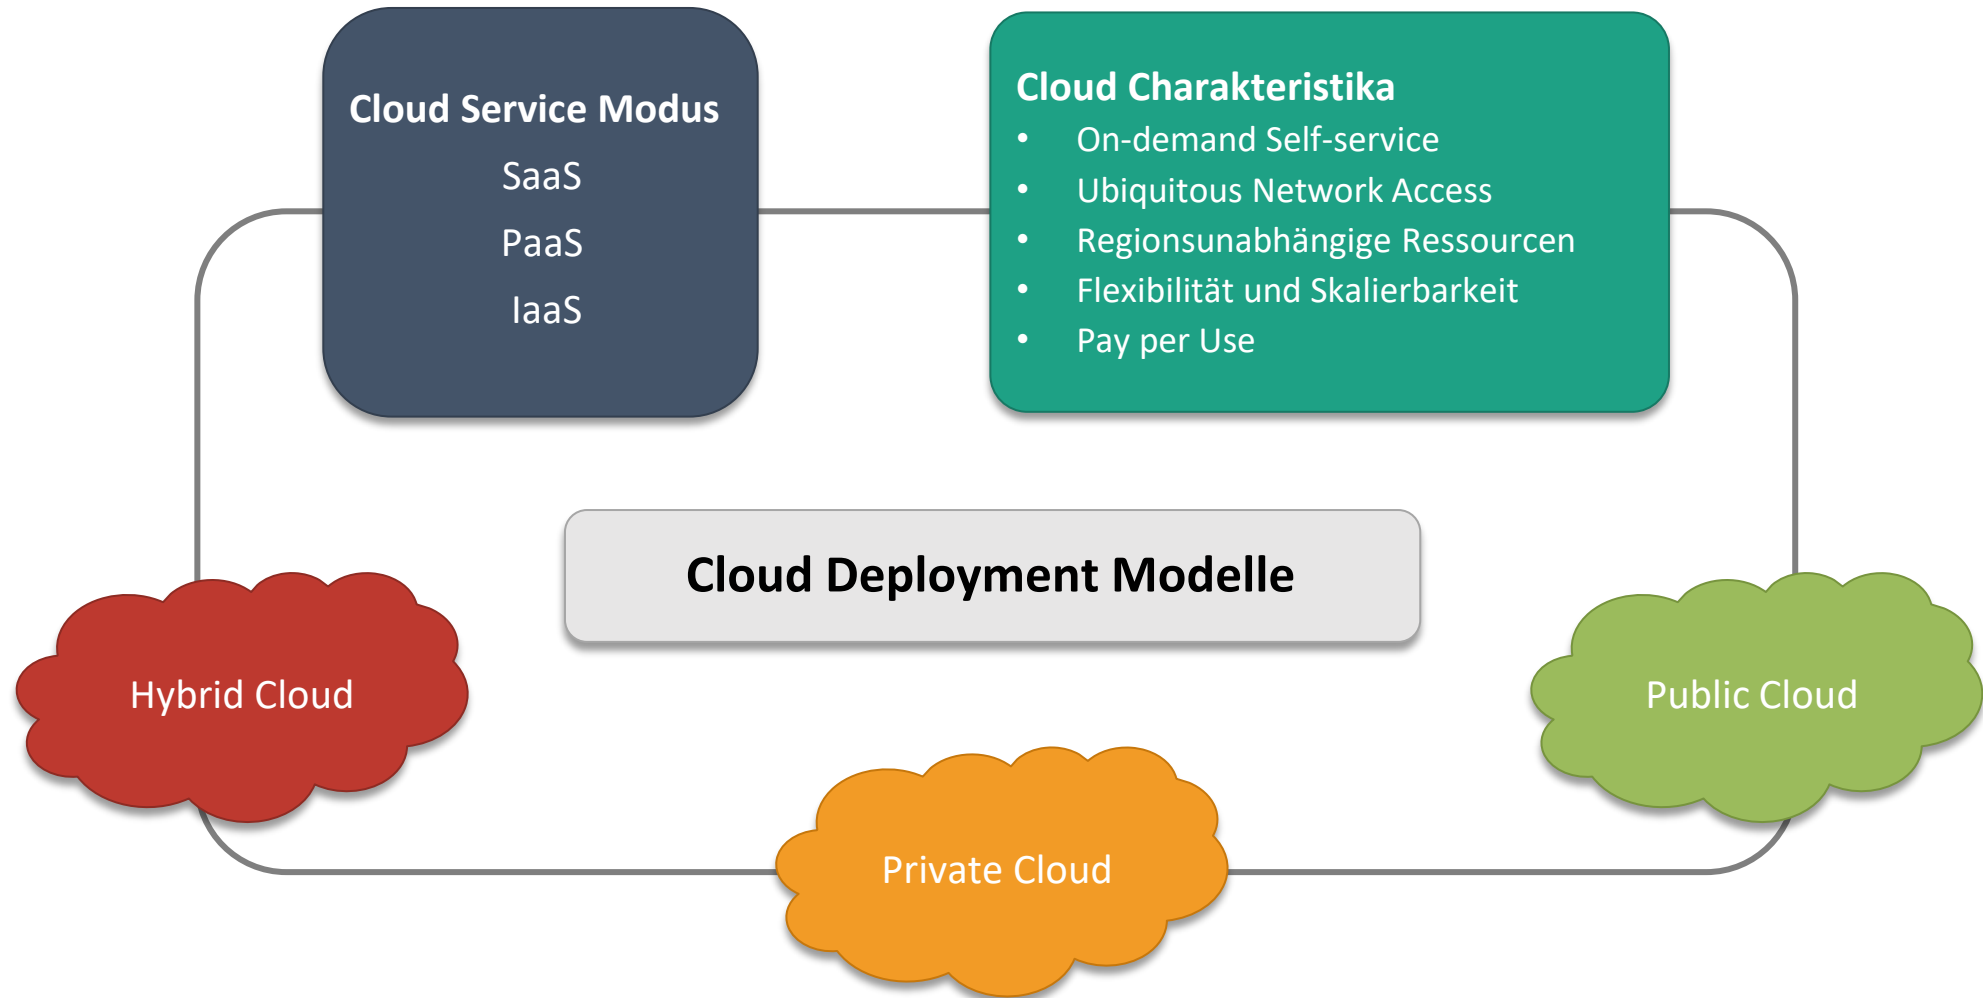 Cloud Service Modus
SaaS
PaaS
IaaS
Cloud Charakteristika
• On-demand Self-service
• Ubiquitous Network Access
• Regionsunabhängige Ressourcen
• Flexibilität und Skalierbarkeit
• Pay per Use
Cloud Deployment Modelle
Hybrid Cloud
Public Cloud
Private Cloud